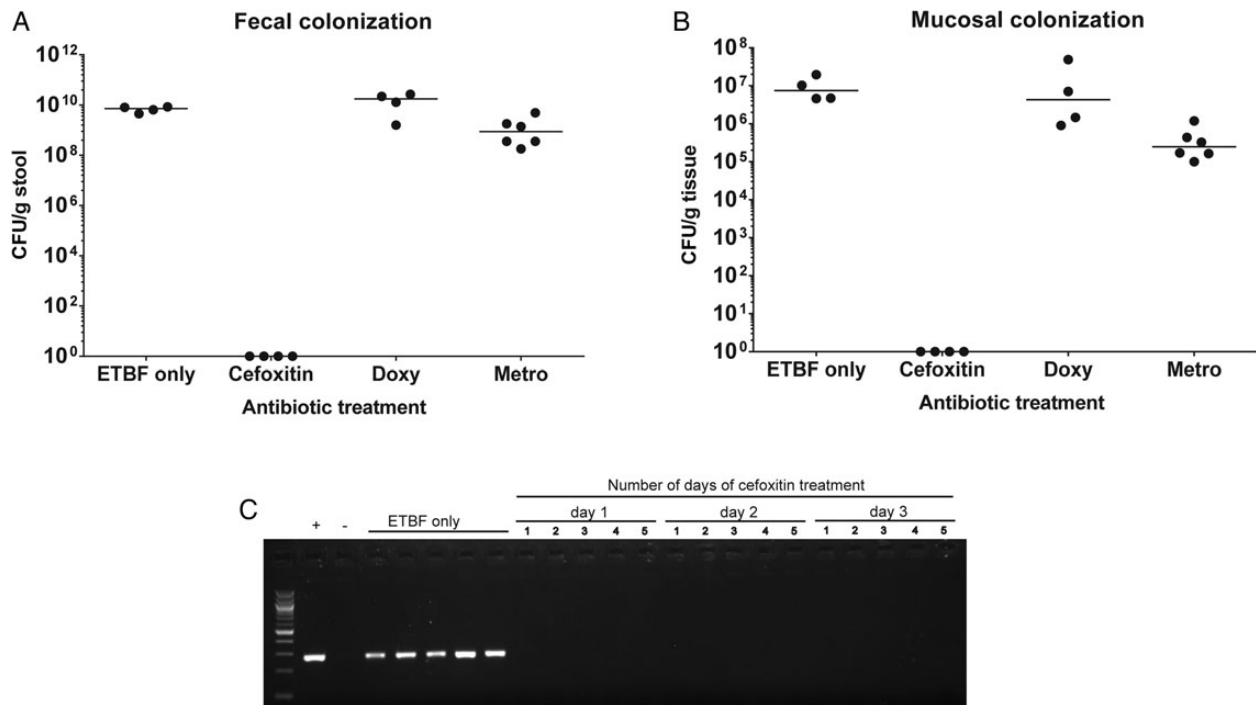 A
Fecal colonization
CFU/g stool
10^12
10^10
10^8
10^6
10^4
10^2
10^0
ETBF only Cefoxitin Doxy Metro
Antibiotic treatment
B
Mucosal colonization
CFU/g tissue
10^8
10^7
10^6
10^5
10^4
10^3
10^2
10^1
10^0
ETBF only Cefoxitin Doxy Metro
Antibiotic treatment
C
Number of days of cefoxitin treatment
+ - ETBF only day 1 day 2 day 3
1 2 3 4 5 1 2 3 4 5 1 2 3 4 5